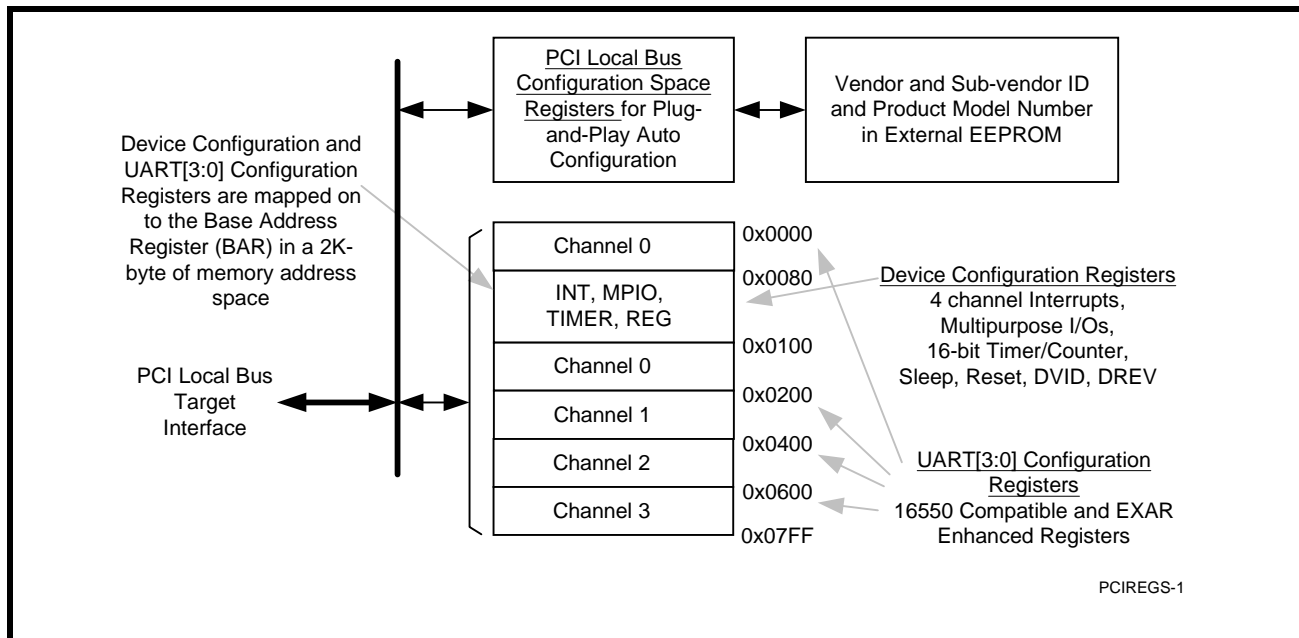 PCI Local Bus
Configuration Space
Registers for Plug-
and-Play Auto
Configuration
Vendor and Sub-vendor ID
and Product Model Number
in External EEPROM
Device Configuration and
UART[3:0] Configuration
Registers are mapped on
to the Base Address
Register (BAR) in a 2K-
byte of memory address
space
PCI Local Bus
Target
Interface
Channel 0
INT, MPIO,
TIMER, REG
Channel 0
Channel 1
Channel 2
Channel 3
0x0000
0x0080
0x0100
0x0200
0x0400
0x0600
0x07FF
Device Configuration Registers
4 channel Interrupts,
Multipurpose I/Os,
16-bit Timer/Counter,
Sleep, Reset, DVID, DREV
UART[3:0] Configuration
Registers
16550 Compatible and EXAR
Enhanced Registers
PCIREGS-1